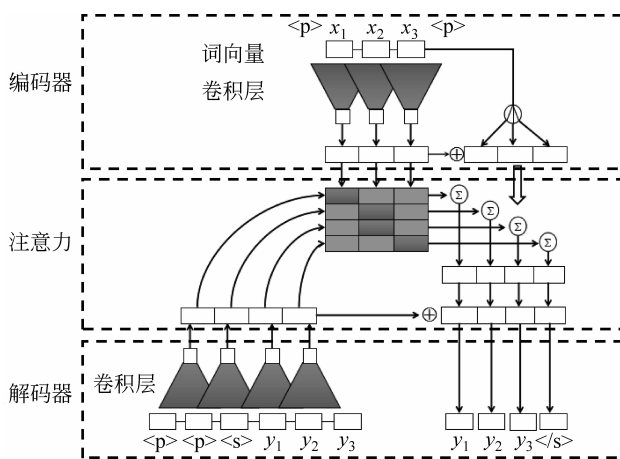 <p> x₁ x₂ x₃ <p>
词向量
编码器
卷积层
⊕
Σ
Σ
Σ
Σ
注意力
⊕
卷积层
解码器
<p> <p> <s> y₁ y₂ y₃
y₁ y₂ y₃ </s>